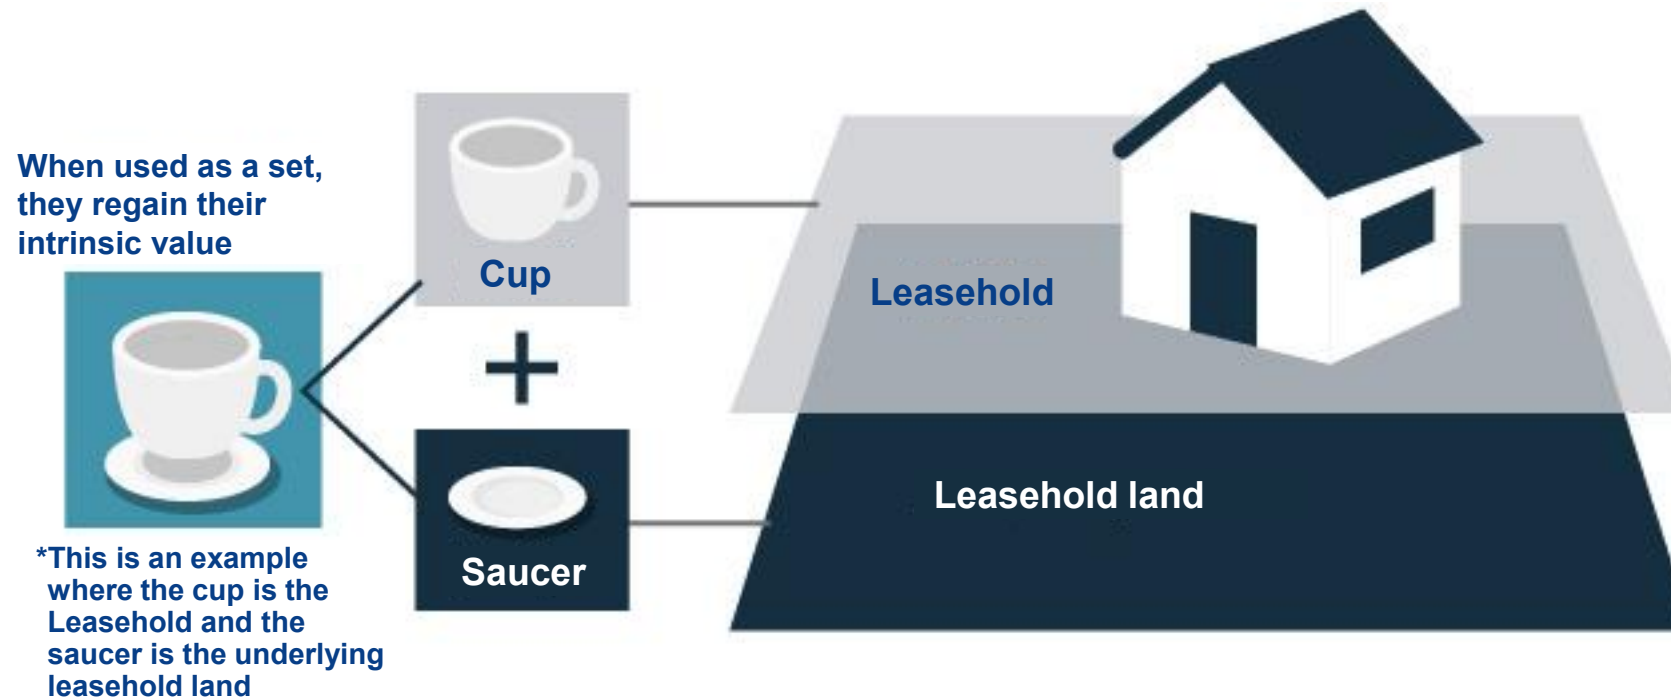 When used as a set,
they regain their
intrinsic value
Cup
Saucer
*This is an example
where the cup is the
Leasehold and the
saucer is the underlying
leasehold land
Leasehold
Leasehold land